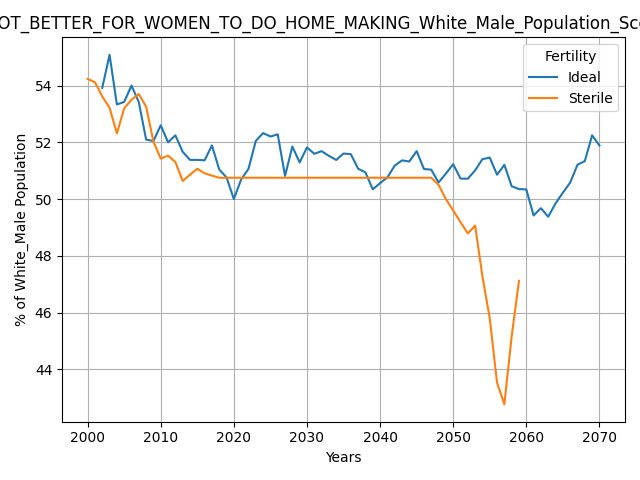 OT_BETTER_FOR_WOMEN_TO_DO_HOME_MAKING_White_Male_Population_Sc
Fertility
Ideal
Sterile
% of White_Male Population
54
52
50
48
46
44
2000 2010 2020 2030 2040 2050 2060 2070
Years